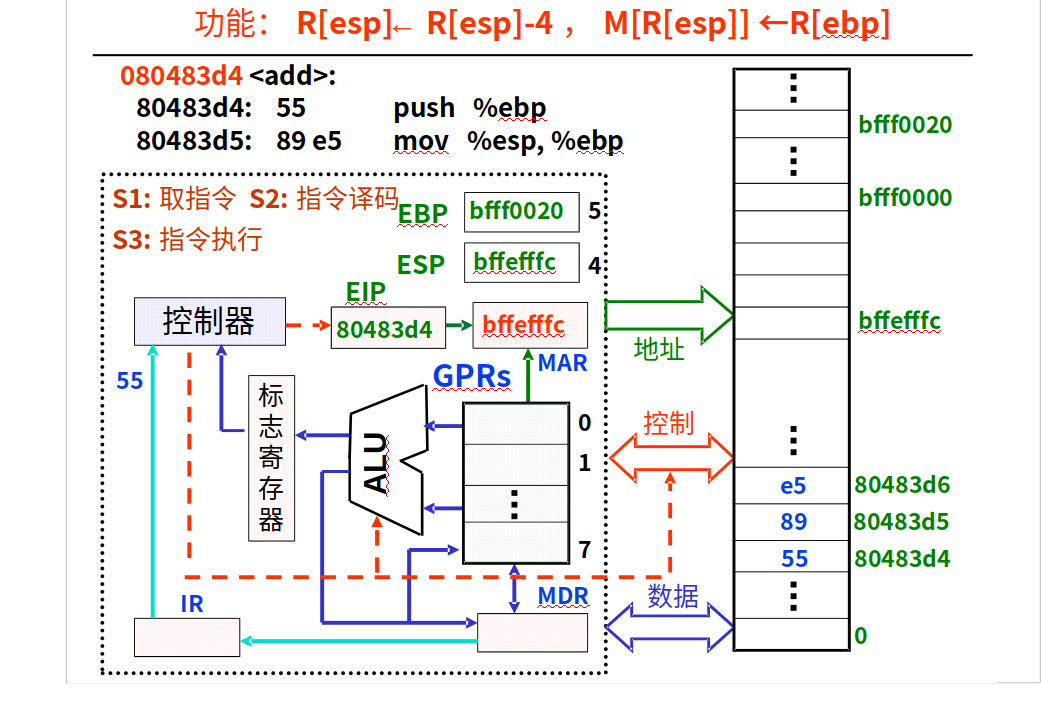 功能： R[esp]← R[esp]-4 ， M[R[esp]] ←R[ebp]
080483d4 <add>:
80483d4: 55 push %ebp
80483d5: 89 e5 mov %esp, %ebp
S1: 取指令 S2: 指令译码
S3: 指令执行
EBP bfff0020 5
ESP bffefffc 4
EIP
控制器 80483d4 bffefffc
MAR
55
GPRs
标志寄存器
ALU
0
1
⋮
7
IR
MDR
地址
控制
数据
⋮
bfff0020
⋮
bfff0000
bffefffc
⋮
e5 80483d6
89 80483d5
55 80483d4
⋮
0